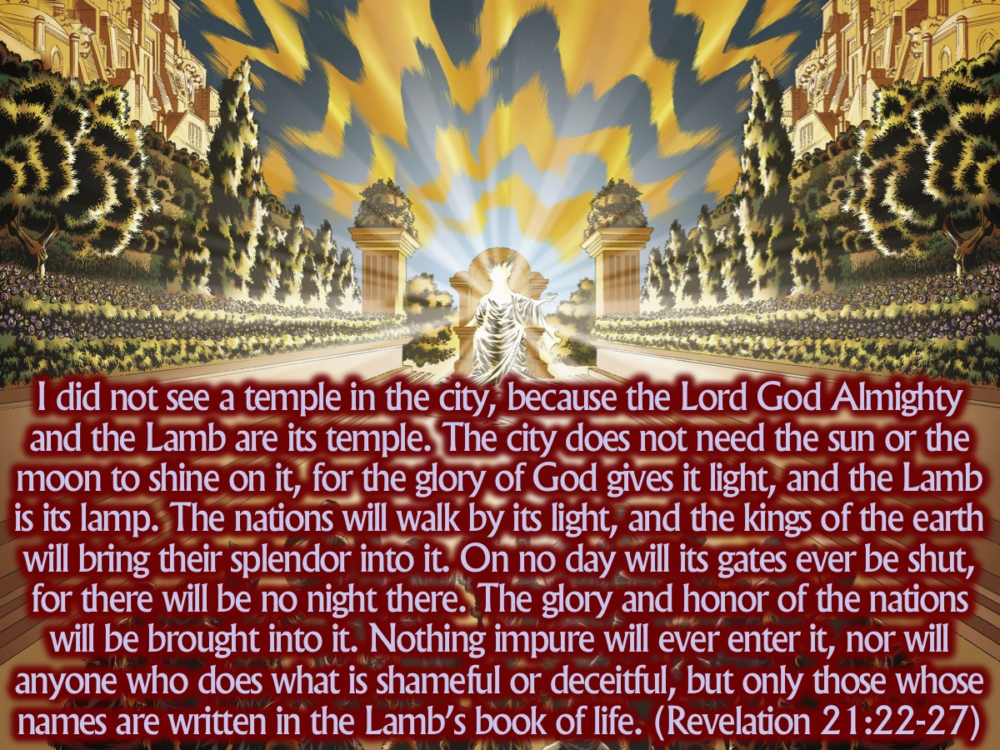 I did not see a temple in the city, because the Lord God Almighty
and the Lamb are its temple. The city does not need the sun or the
moon to shine on it, for the glory of God gives it light, and the Lamb
is its lamp. The nations will walk by its light, and the kings of the earth
will bring their splendor into it. On no day will its gates ever be shut,
for there will be no night there. The glory and honor of the nations
will be brought into it. Nothing impure will ever enter it, nor will
anyone who does what is shameful or deceitful, but only those whose
names are written in the Lamb’s book of life. (Revelation 21:22-27)